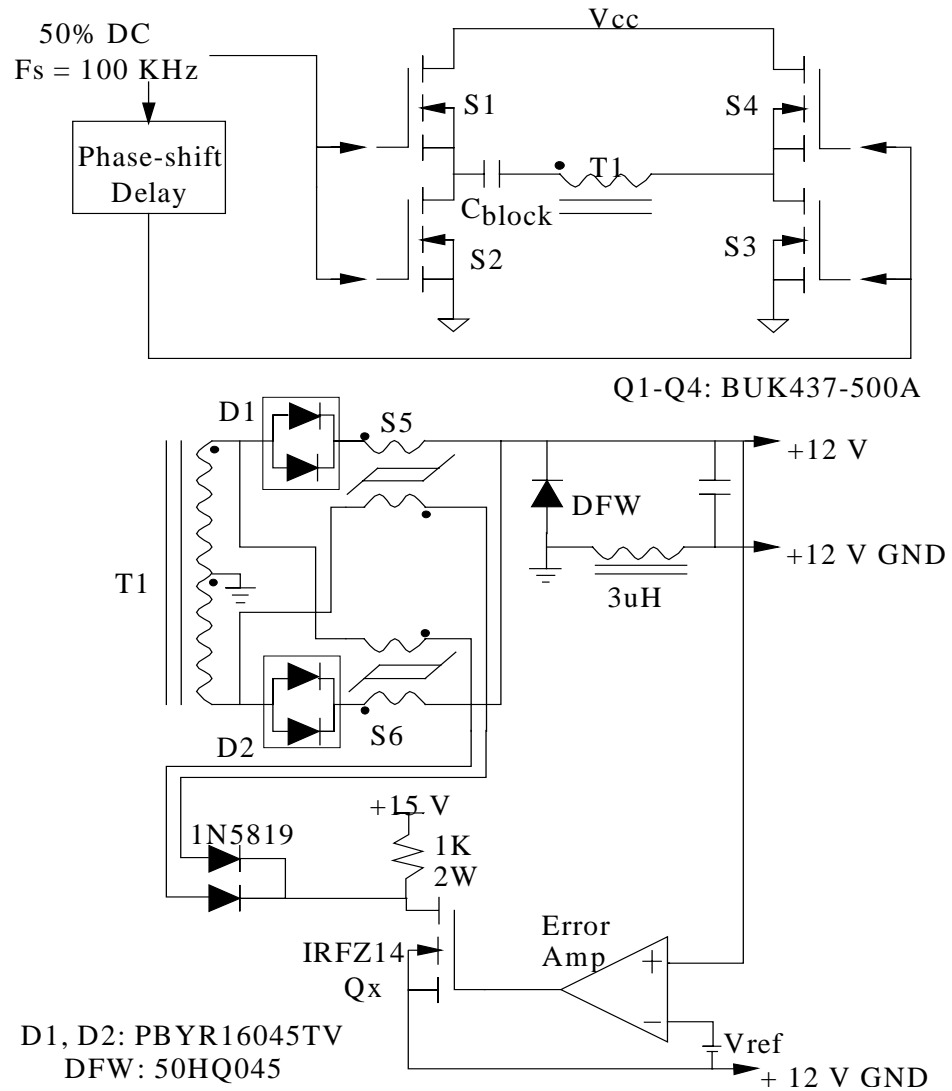 50% DC
Fs = 100 KHz
Phase-shift
Delay
Vcc
S1
S4
T1
Cblock
S2
S3
Q1-Q4: BUK437-500A
D1
S5
+12 V
DFW
+12 V GND
T1
3uH
D2
S6
+15 V
1N5819
1K
2W
Error
Amp
IRFZ14
Qx
+
−
Vref
D1, D2: PBYR16045TV
DFW: 50HQ045
+ 12 V GND